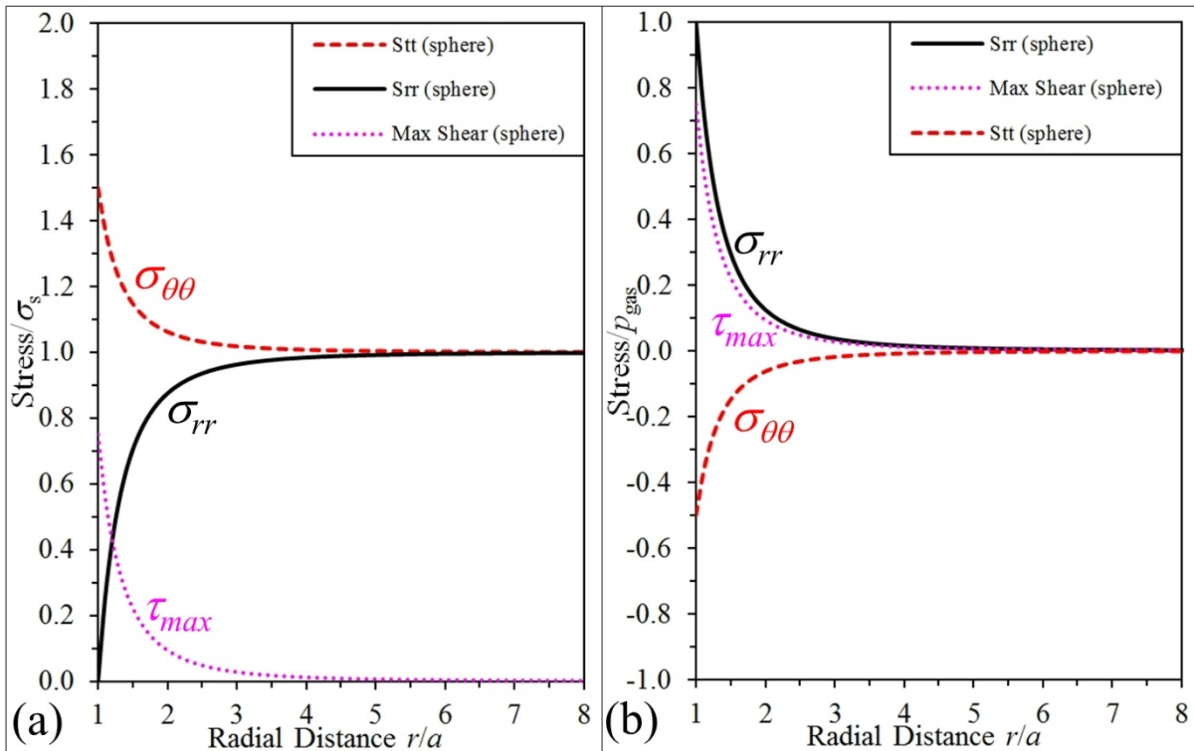 2.0
1.8
1.6
1.4
1.2
1.0
0.8
0.6
0.4
0.2
0.0
Stress/σs
Stt (sphere)
Srr (sphere)
Max Shear (sphere)
σθθ
σrr
τmax
1 2 3 4 5 6 7 8
(a)
Radial Distance r/a
1.0
0.8
0.6
0.4
0.2
0.0
-0.2
-0.4
-0.6
-0.8
-1.0
Stress/pgas
Srr (sphere)
Max Shear (sphere)
Stt (sphere)
σrr
τmax
σθθ
1 2 3 4 5 6 7 8
(b)
Radial Distance r/a